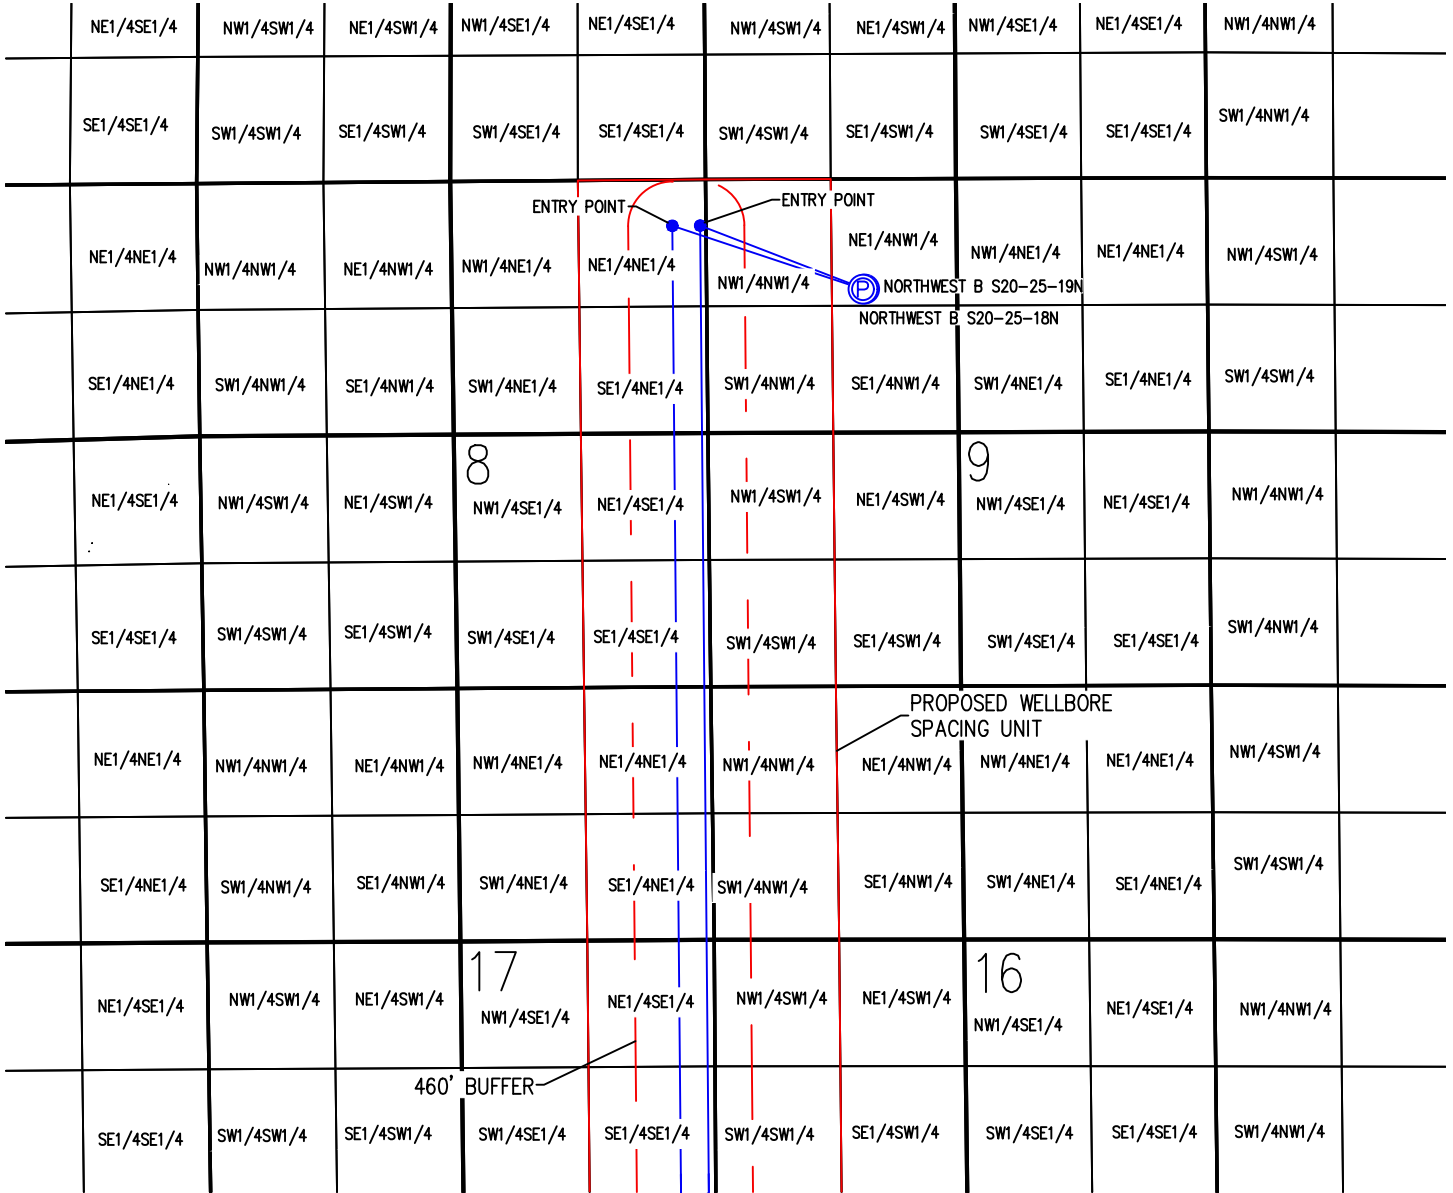 NE1/4SE1/4 NW1/4SW1/4 NE1/4SW1/4 NW1/4SE1/4 NE1/4SE1/4 NW1/4SW1/4 NE1/4SW1/4 NW1/4SE1/4 NE1/4SE1/4 NW1/4NW1/4
SE1/4SE1/4 SW1/4SW1/4 SE1/4SW1/4 SW1/4SE1/4 SE1/4SE1/4 SW1/4SW1/4 SE1/4SW1/4 SW1/4SE1/4 SE1/4SE1/4 SW1/4NW1/4
ENTRY POINT ENTRY POINT
NE1/4NE1/4 NW1/4NW1/4 NE1/4NW1/4 NW1/4NE1/4 NE1/4NE1/4 NW1/4NW1/4 NE1/4NW1/4 NW1/4NE1/4 NE1/4NE1/4 NW1/4SW1/4
P NORTHWEST B S20-25-19N
NORTHWEST B S20-25-18N
SE1/4NE1/4 SW1/4NW1/4 SE1/4NW1/4 SW1/4NE1/4 SE1/4NE1/4 SW1/4NW1/4 SE1/4NW1/4 SW1/4NE1/4 SE1/4NE1/4 SW1/4SW1/4
8 9
NE1/4SE1/4 NW1/4SW1/4 NE1/4SW1/4 NW1/4SE1/4 NE1/4SE1/4 NW1/4SW1/4 NE1/4SW1/4 NW1/4SE1/4 NE1/4SE1/4 NW1/4NW1/4
SE1/4SE1/4 SW1/4SW1/4 SE1/4SW1/4 SW1/4SE1/4 SE1/4SE1/4 SW1/4SW1/4 SE1/4SW1/4 SW1/4SE1/4 SE1/4SE1/4 SW1/4NW1/4
PROPOSED WELLBORE
SPACING UNIT
NE1/4NE1/4 NW1/4NW1/4 NE1/4NW1/4 NW1/4NE1/4 NE1/4NE1/4 NW1/4NW1/4 NE1/4NW1/4 NW1/4NE1/4 NE1/4NE1/4 NW1/4SW1/4
SE1/4NE1/4 SW1/4NW1/4 SE1/4NW1/4 SW1/4NE1/4 SE1/4NE1/4 SW1/4NW1/4 SE1/4NW1/4 SW1/4NE1/4 SE1/4NE1/4 SW1/4SW1/4
17 16
NE1/4SE1/4 NW1/4SW1/4 NE1/4SW1/4 NW1/4SE1/4 NE1/4SE1/4 NW1/4SW1/4 NE1/4SW1/4 NW1/4SE1/4 NE1/4SE1/4 NW1/4NW1/4
460' BUFFER
SE1/4SE1/4 SW1/4SW1/4 SE1/4SW1/4 SW1/4SE1/4 SE1/4SE1/4 SW1/4SW1/4 SE1/4SW1/4 SW1/4SE1/4 SE1/4SE1/4 SW1/4NW1/4